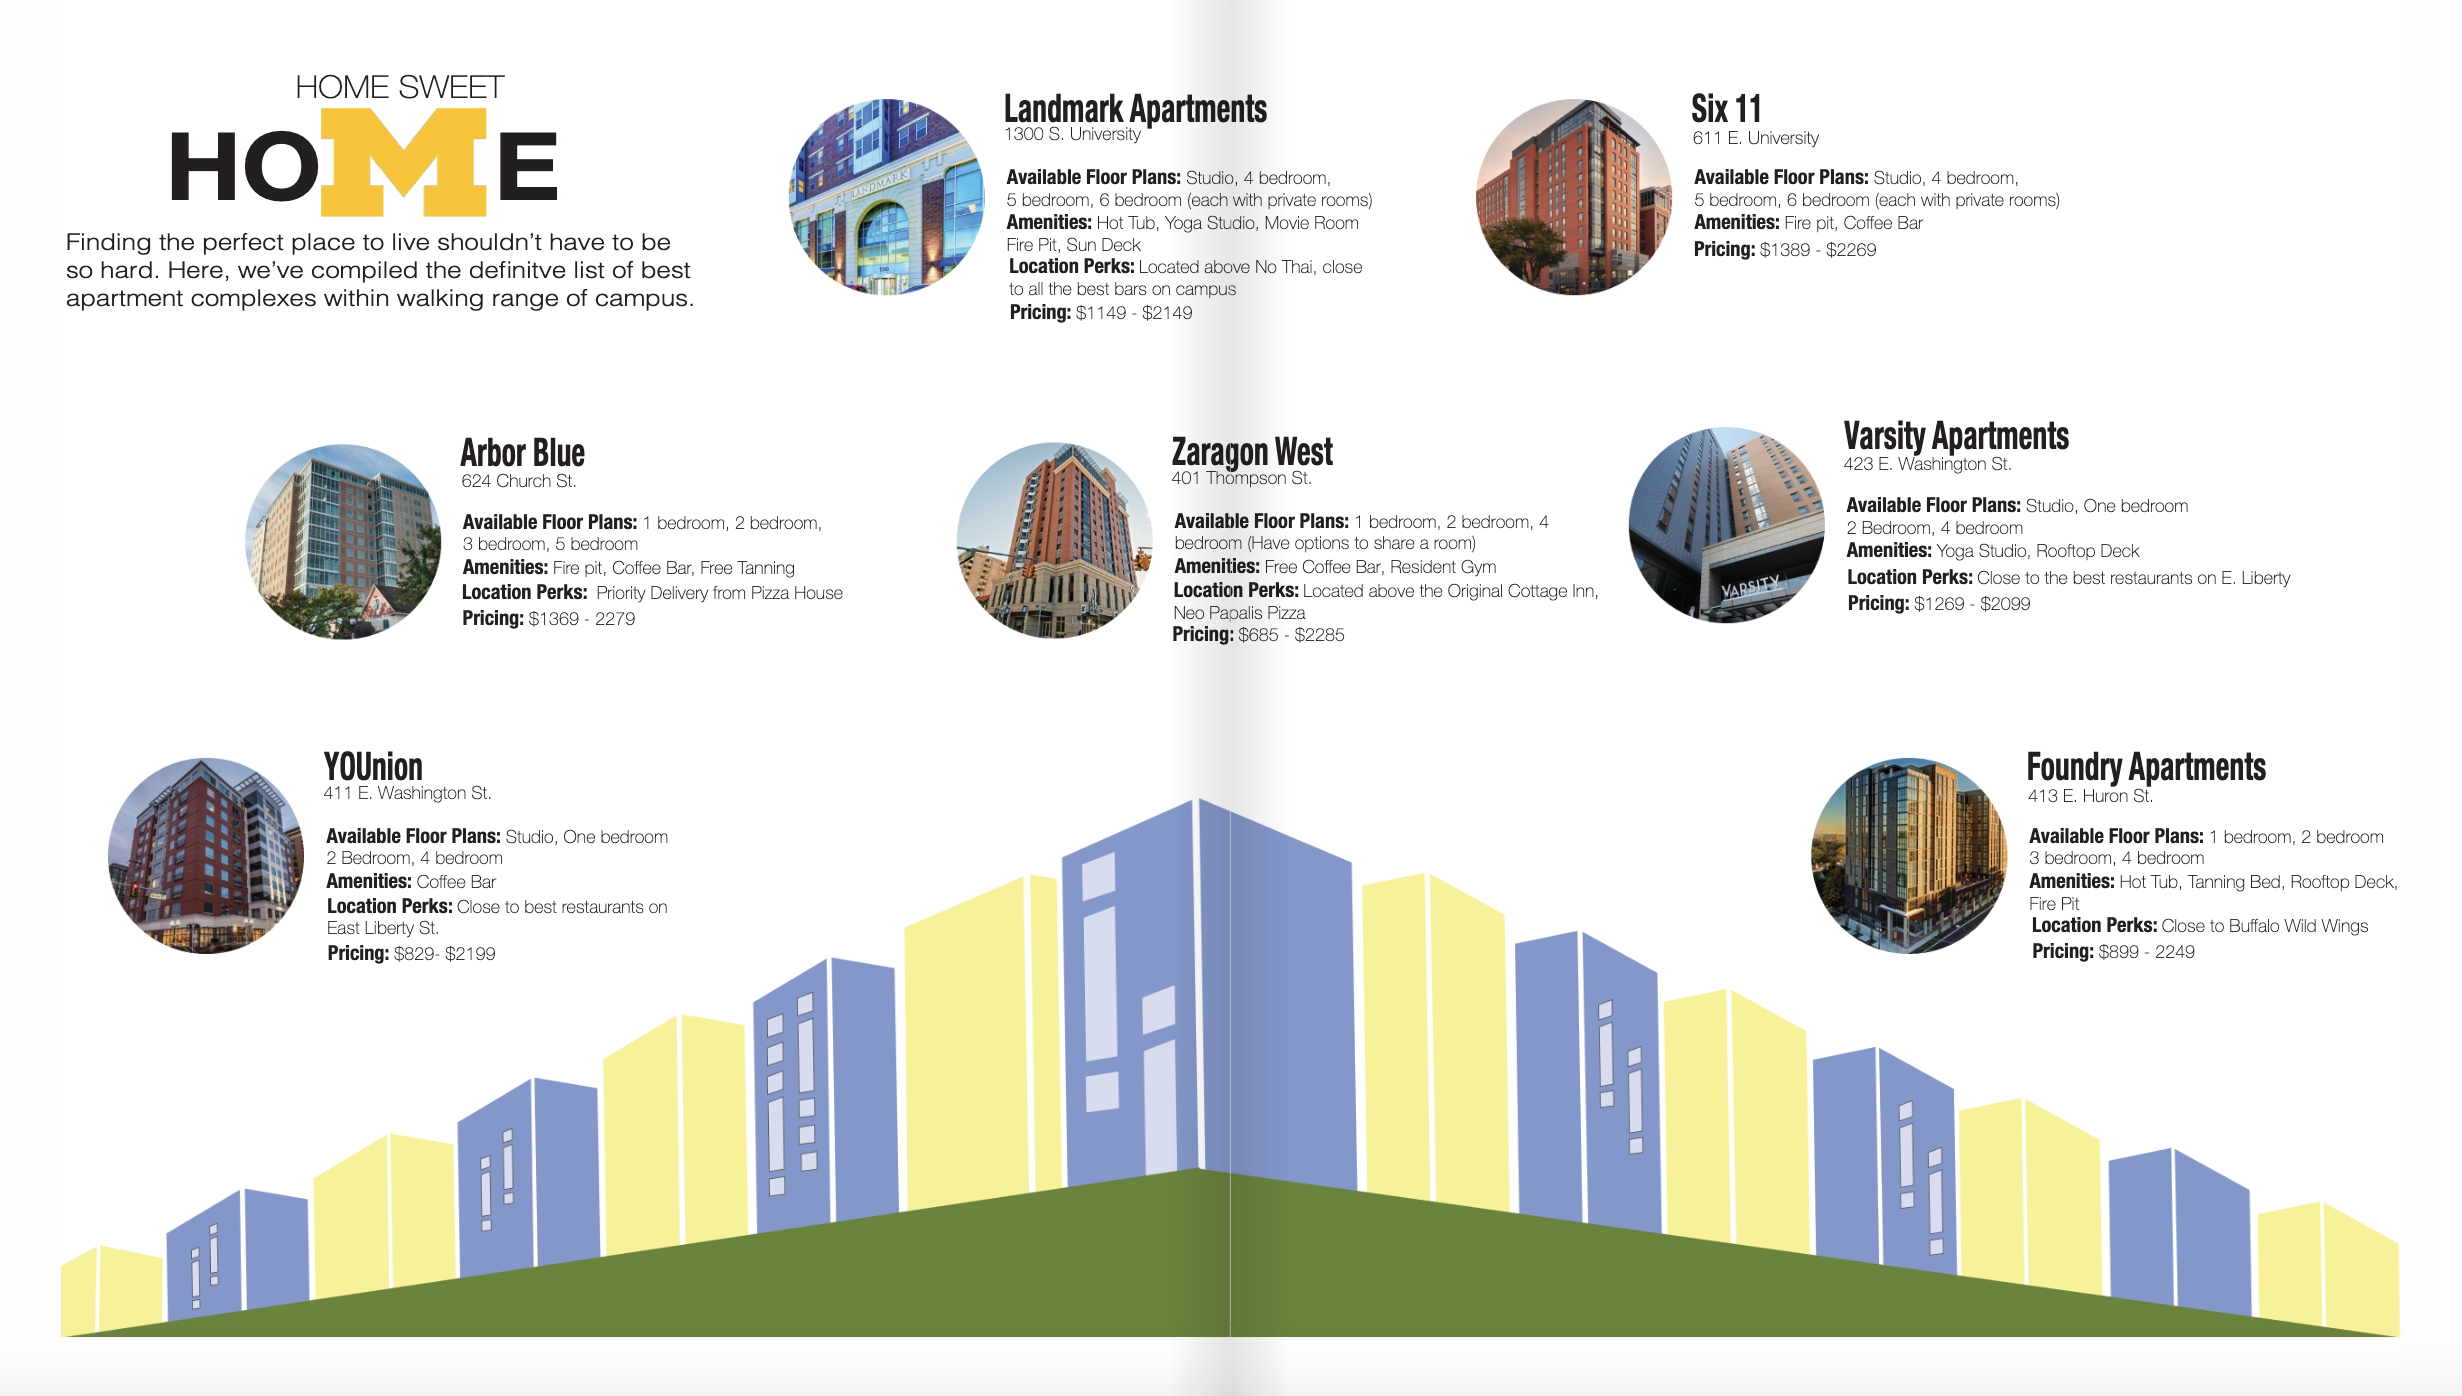 HOME SWEET
HOME
Finding the perfect place to live shouldn't have to be
so hard. Here, we've compiled the definitve list of best
apartment complexes within walking range of campus.
Landmark Apartments
1300 S. University
Available Floor Plans: Studio, 4 bedroom,
5 bedroom, 6 bedroom (each with private rooms)
Amenities: Hot Tub, Yoga Studio, Movie Room
Fire Pit, Sun Deck
Location Perks: Located above No Thai, close
to all the best bars on campus
Pricing: $1149 - $2149
LANDMARK
1300
Six 11
611 E. University
Available Floor Plans: Studio, 4 bedroom,
5 bedroom, 6 bedroom (each with private rooms)
Amenities: Fire pit, Coffee Bar
Pricing: $1389 - $2269
Arbor Blue
624 Church St.
Available Floor Plans: 1 bedroom, 2 bedroom,
3 bedroom, 5 bedroom
Amenities: Fire pit, Coffee Bar, Free Tanning
Location Perks: Priority Delivery from Pizza House
Pricing: $1369 - 2279
Zaragon West
401 Thompson St.
Available Floor Plans: 1 bedroom, 2 bedroom, 4
bedroom (Have options to share a room)
Amenities: Free Coffee Bar, Resident Gym
Location Perks: Located above the Original Cottage Inn,
Neo Papalis Pizza
Pricing: $685 - $2285
Varsity Apartments
423 E. Washington St.
Available Floor Plans: Studio, One bedroom
2 Bedroom, 4 bedroom
Amenities: Yoga Studio, Rooftop Deck
Location Perks: Close to the best restaurants on E. Liberty
Pricing: $1269 - $2099
VARSITY
YOUnion
411 E. Washington St.
Available Floor Plans: Studio, One bedroom
2 Bedroom, 4 bedroom
Amenities: Coffee Bar
Location Perks: Close to best restaurants on
East Liberty St.
Pricing: $829- $2199
Foundry Apartments
413 E. Huron St.
Available Floor Plans: 1 bedroom, 2 bedroom
3 bedroom, 4 bedroom
Amenities: Hot Tub, Tanning Bed, Rooftop Deck,
Fire Pit
Location Perks: Close to Buffalo Wild Wings
Pricing: $899 - 2249